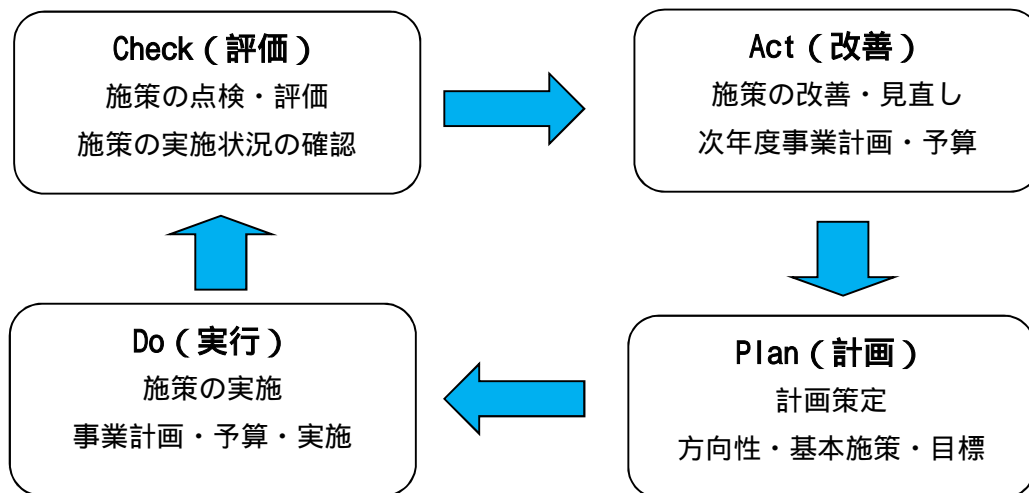 Check（評価）
施策の点検・評価
施策の実施状況の確認
Act（改善）
施策の改善・見直し
次年度事業計画・予算
Do（実行）
施策の実施
事業計画・予算・実施
Plan（計画）
計画策定
方向性・基本施策・目標